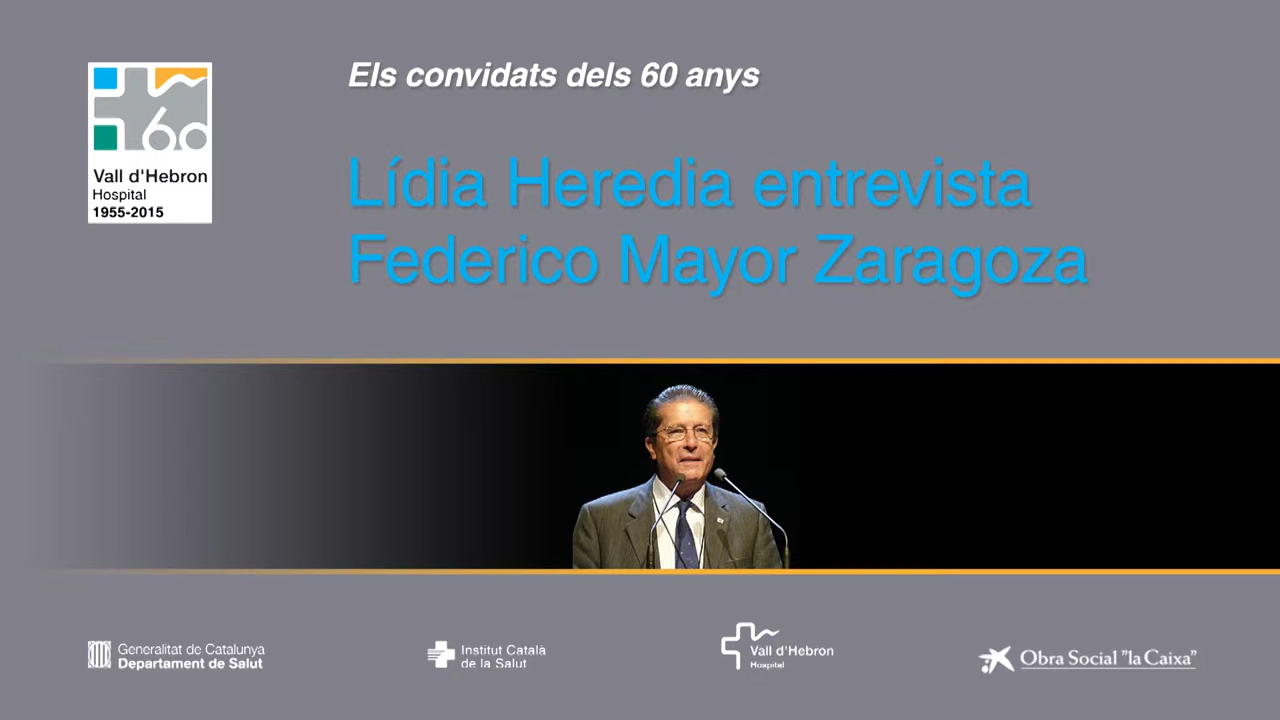 Els convidats dels 60 anys
60
Vall d'Hebron
Hospital
1955-2015
Lídia Heredia entrevista
Federico Mayor Zaragoza
Generalitat de Catalunya
Departament de Salut
Institut Català
de la Salut
Vall d'Hebron
Hospital
Obra Social "la Caixa"